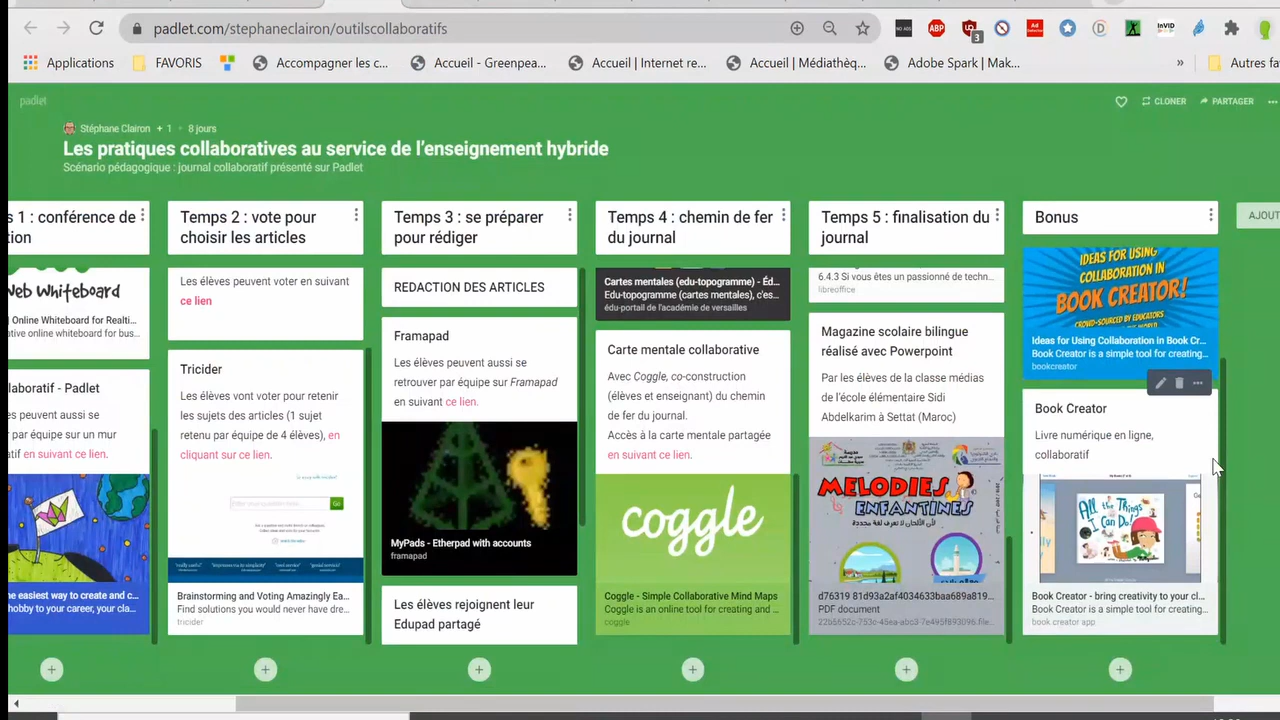 padlet.com/stephaneclairon/outilscollaboratifs
NO ADS
ABP
3
Ad
InVID
Applications
FAVORIS
Accompagner les c...
Accueil - Greenpea...
Accueil | Internet re...
Accueil | Médiathèq...
Adobe Spark | Mak...
»
Autres fa
padlet
CLONER
PARTAGER
Stéphane Clairon + 1 · 8 jours
Les pratiques collaboratives au service de l'enseignement hybride
Scénario pédagogique : journal collaboratif présenté sur Padlet
s 1 : conférence de
tion
Web Whiteboard
| Online Whiteboard for Realti...
ative online whiteboard for bus...
laboratif - Padlet
es peuvent aussi se
par équipe sur un mur
atif en suivant ce lien.
e easiest way to create and c...
hobby to your career, your cla...
Temps 2 : vote pour
choisir les articles
Les élèves peuvent voter en suivant
ce lien
Tricider
Les élèves vont voter pour retenir
les sujets des articles (1 sujet
retenu par équipe de 4 élèves), en
cliquant sur ce lien.
Go
Brainstorming and Voting Amazingly Ea...
Find solutions you would never have dre...
tricider
Temps 3 : se préparer
pour rédiger
REDACTION DES ARTICLES
Framapad
Les élèves peuvent aussi se
retrouver par équipe sur Framapad
en suivant ce lien.
MyPads - Etherpad with accounts
framapad
Les élèves rejoignent leur
Edupad partagé
Temps 4 : chemin de fer
du journal
Cartes mentales (edu-topogramme) - Éd...
Edu-topogramme (cartes mentales), c'es...
édu-portail de l'académie de versailles
Carte mentale collaborative
Avec Coggle, co-construction
(élèves et enseignant) du chemin
de fer du journal.
Accès à la carte mentale partagée
en suivant ce lien.
coggle
Coggle - Simple Collaborative Mind Maps
Coggle is an online tool for creating and ...
coggle
Temps 5 : finalisation du
journal
6.4.3 Si vous êtes un passionné de techn...
libreoffice
Magazine scolaire bilingue
réalisé avec Powerpoint
Par les élèves de la classe médias
de l'école élémentaire Sidi
Abdelkarim à Settat (Maroc)
MELODIES
ENFANTINES
d76319 81d93a2af4034633baa689a819...
PDF document
Bonus
IDEAS FOR USING
COLLABORATION IN
BOOK CREATOR!
CROWD-SOURCED BY EDUCATORS
Ideas for Using Collaboration in Book Cr...
Book Creator is a simple tool for creating...
bookcreator
Book Creator
Livre numérique en ligne,
collaboratif
All the Things
I Can Do!
Book Creator - bring creativity to your cl...
Book Creator is a simple tool for creating...
book creator app
AJOUT